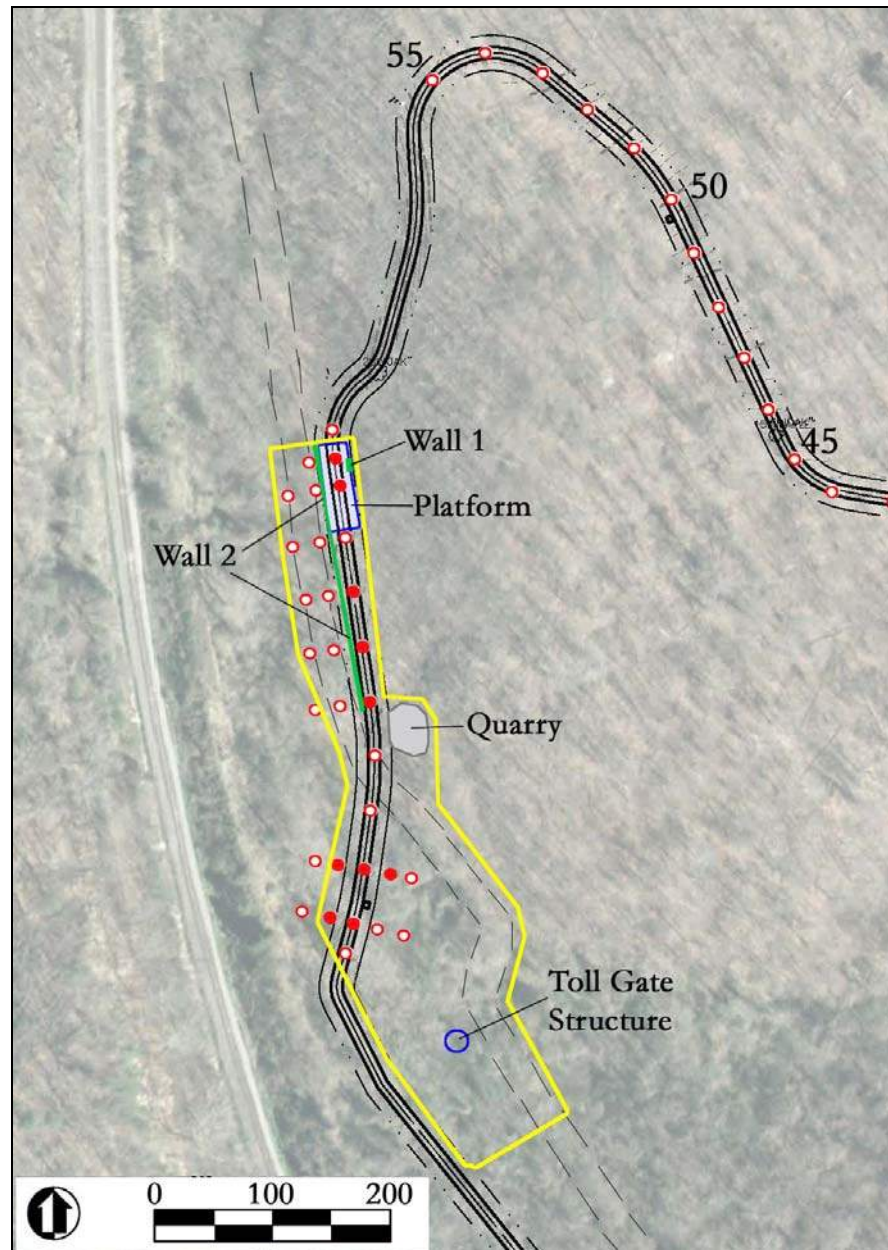 55
50
45
Wall 1
Platform
Wall 2
Quarry
Toll Gate
Structure
0 100 200